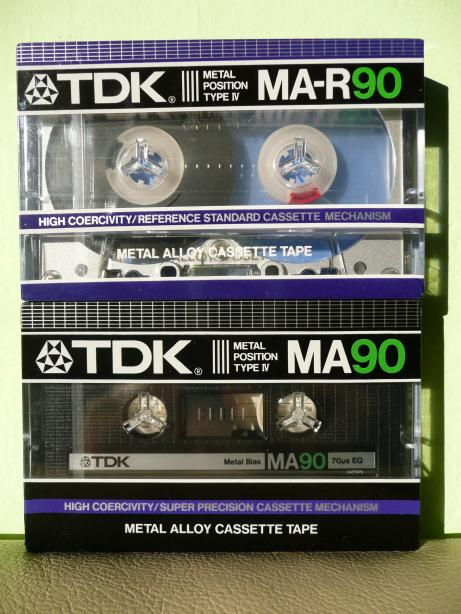 TDK® METAL POSITION TYPE IV MA-R90
HIGH COERCIVITY/REFERENCE STANDARD CASSETTE MECHANISM
METAL ALLOY CASSETTE TAPE
TDK® METAL POSITION TYPE IV MA90
TDK Metal Bias MA90 70μs EQ
JAPAN
HIGH COERCIVITY/SUPER PRECISION CASSETTE MECHANISM
METAL ALLOY CASSETTE TAPE